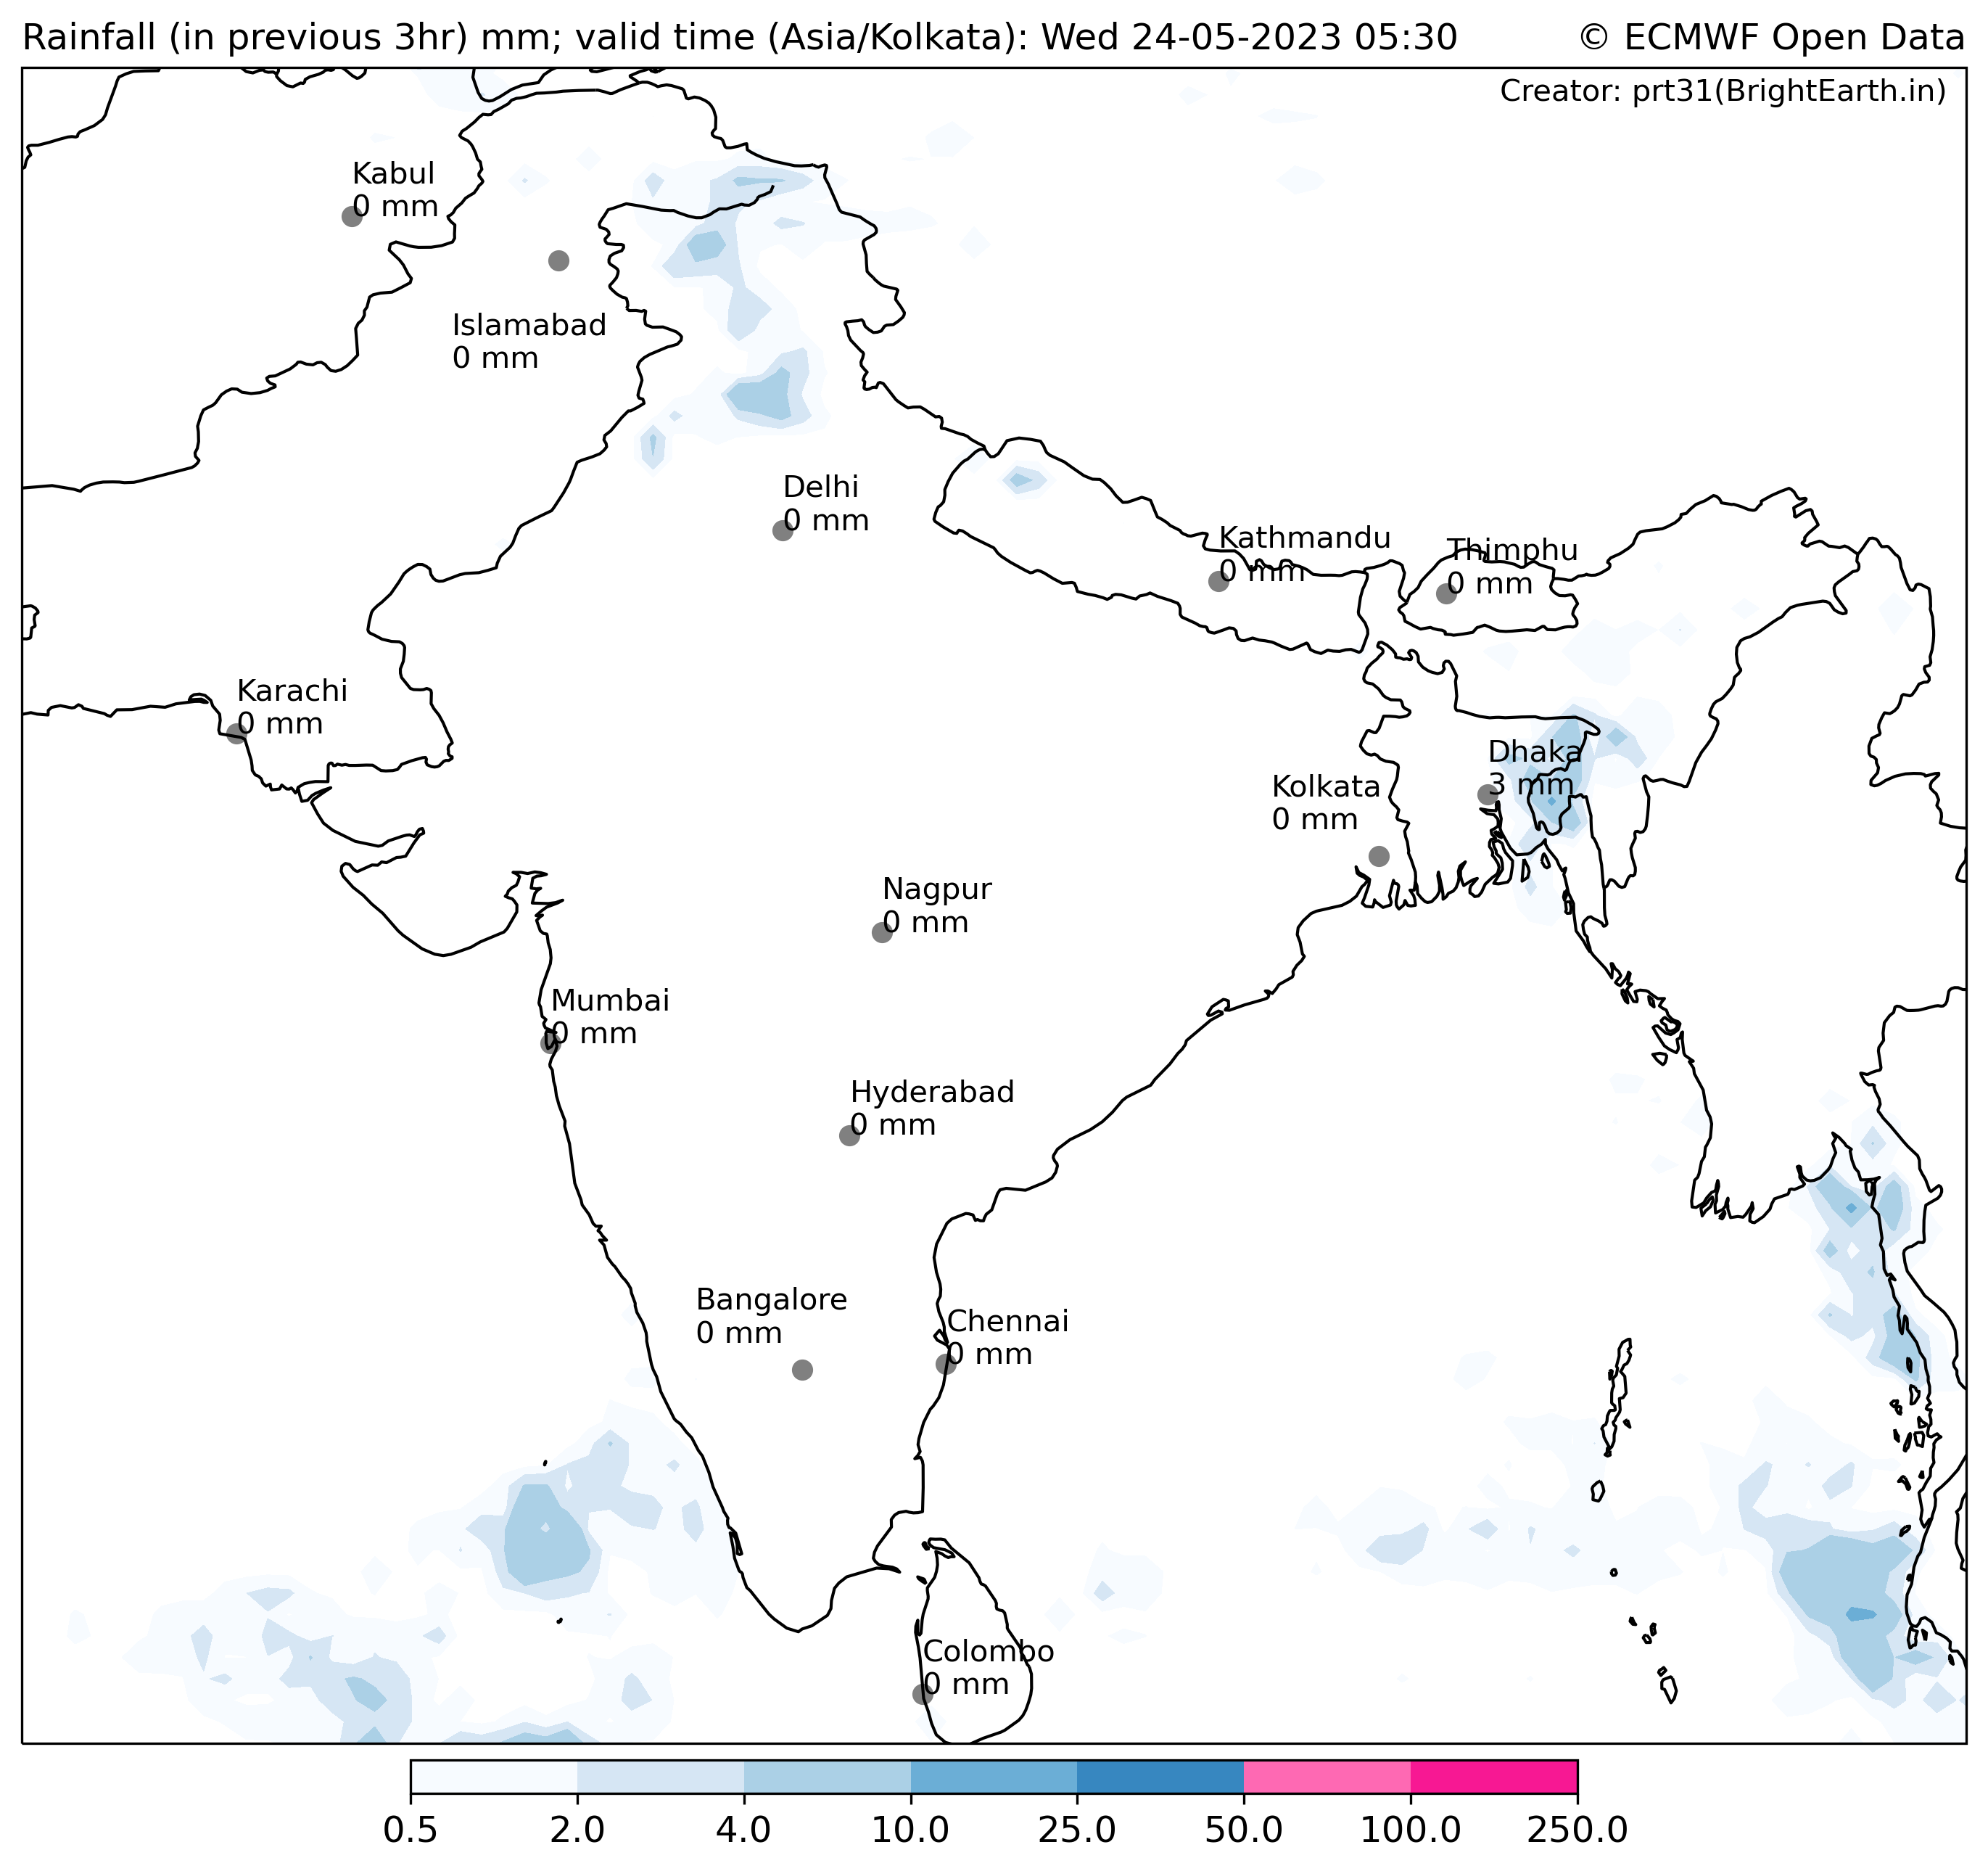 Rainfall (in previous 3hr) mm; valid time (Asia/Kolkata): Wed 24-05-2023 05:30
© ECMWF Open Data
Creator: prt31(BrightEarth.in)
Kabul
0 mm
Islamabad
0 mm
Delhi
0 mm
Kathmandu
0 mm
Thimphu
0 mm
Karachi
0 mm
Dhaka
3 mm
Kolkata
0 mm
Nagpur
0 mm
Mumbai
0 mm
Hyderabad
0 mm
Bangalore
0 mm
Chennai
0 mm
Colombo
0 mm
0.5 2.0 4.0 10.0 25.0 50.0 100.0 250.0